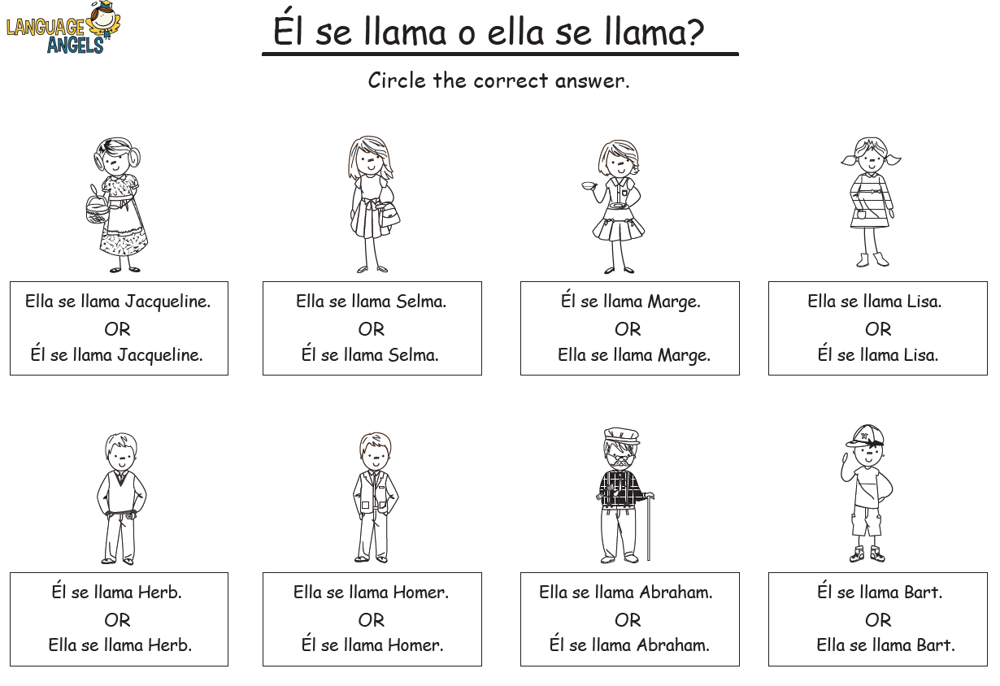 LANGUAGE
ANGELS
Él se llama o ella se llama?
Circle the correct answer.
Ella se llama Jacqueline.
OR
Él se llama Jacqueline.
Ella se llama Selma.
OR
Él se llama Selma.
Él se llama Marge.
OR
Ella se llama Marge.
Ella se llama Lisa.
OR
Él se llama Lisa.
Él se llama Herb.
OR
Ella se llama Herb.
Ella se llama Homer.
OR
Él se llama Homer.
Ella se llama Abraham.
OR
Él se llama Abraham.
Él se llama Bart.
OR
Ella se llama Bart.